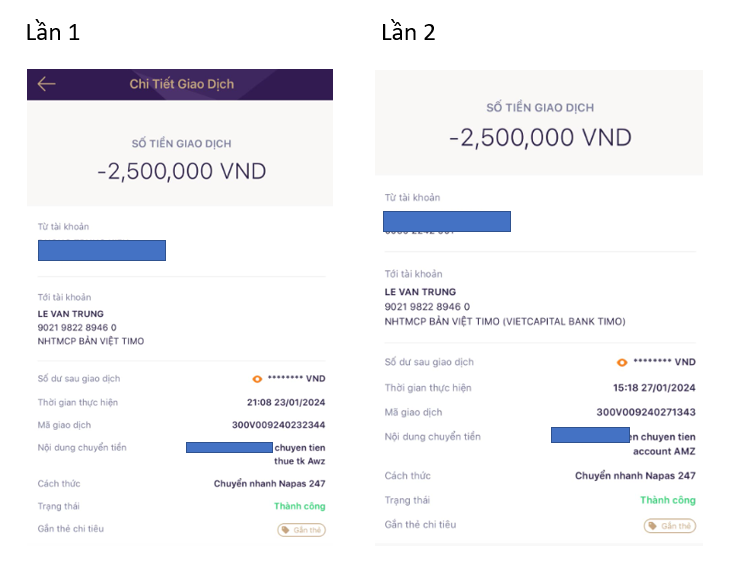 Lần 1
Chi Tiết Giao Dịch
SỐ TIỀN GIAO DỊCH
-2,500,000 VND
Từ tài khoản
Tới tài khoản
LE VAN TRUNG
9021 9822 8946 0
NHTMCP BẢN VIỆT TIMO
Số dư sau giao dịch ******** VND
Thời gian thực hiện 21:08 23/01/2024
Mã giao dịch 300V009240232344
Nội dung chuyển tiền chuyen tien
thue tk Awz
Cách thức Chuyển nhanh Napas 247
Trạng thái Thành công
Gắn thẻ chi tiêu Gắn thẻ
Lần 2
SỐ TIỀN GIAO DỊCH
-2,500,000 VND
Từ tài khoản
Tới tài khoản
LE VAN TRUNG
9021 9822 8946 0
NHTMCP BẢN VIỆT TIMO (VIETCAPITAL BANK TIMO)
Số dư sau giao dịch ******** VND
Thời gian thực hiện 15:18 27/01/2024
Mã giao dịch 300V009240271343
Nội dung chuyển tiền en chuyen tien
account AMZ
Cách thức Chuyển nhanh Napas 247
Trạng thái Thành công
Gắn thẻ chi tiêu Gắn thẻ